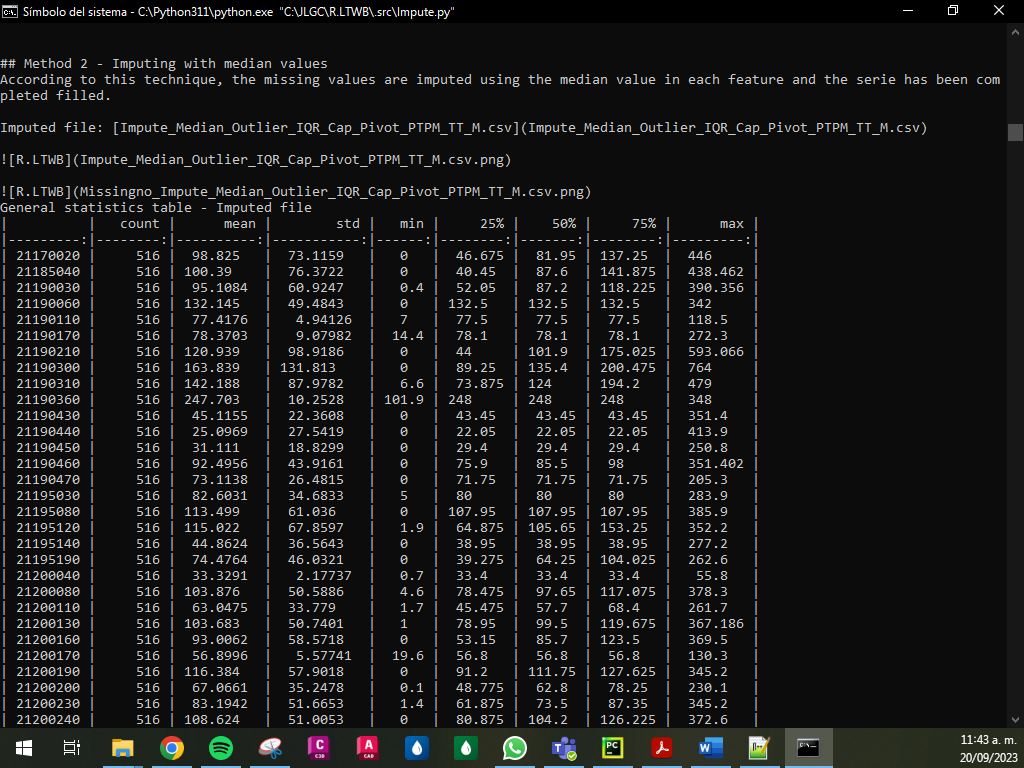 Símbolo del sistema - C:\Python311\python.exe "C:\JLGC\R.LTWB\.src\Impute.py"
## Method 2 - Imputing with median values
According to this technique, the missing values are imputed using the median value in each feature and the serie has been com
pleted filled.
Imputed file: [Impute_Median_Outlier_IQR_Cap_Pivot_PTPM_TT_M.csv](Impute_Median_Outlier_IQR_Cap_Pivot_PTPM_TT_M.csv)
![R.LTWB](Impute_Median_Outlier_IQR_Cap_Pivot_PTPM_TT_M.csv.png)
![R.LTWB](Missingno_Impute_Median_Outlier_IQR_Cap_Pivot_PTPM_TT_M.csv.png)
General statistics table - Imputed file
| | count | mean | std | min | 25% | 50% | 75% | max |
|---------:|--------:|----------:|-----------:|------:|--------:|-------:|--------:|---------:|
| 21170020 | 516 | 98.825 | 73.1159 | 0 | 46.675 | 81.95 | 137.25 | 446 |
| 21185040 | 516 | 100.39 | 76.3722 | 0 | 40.45 | 87.6 | 141.875 | 438.462 |
| 21190030 | 516 | 95.1084 | 60.9247 | 0.4 | 52.05 | 87.2 | 118.225 | 390.356 |
| 21190060 | 516 | 132.145 | 49.4843 | 0 | 132.5 | 132.5 | 132.5 | 342 |
| 21190110 | 516 | 77.4176 | 4.94126 | 7 | 77.5 | 77.5 | 77.5 | 118.5 |
| 21190170 | 516 | 78.3703 | 9.07982 | 14.4 | 78.1 | 78.1 | 78.1 | 272.3 |
| 21190210 | 516 | 120.939 | 98.9186 | 0 | 44 | 101.9 | 175.025 | 593.066 |
| 21190300 | 516 | 163.839 | 131.813 | 0 | 89.25 | 135.4 | 200.475 | 764 |
| 21190310 | 516 | 142.188 | 87.9782 | 6.6 | 73.875 | 124 | 194.2 | 479 |
| 21190360 | 516 | 247.703 | 10.2528 | 101.9 | 248 | 248 | 248 | 348 |
| 21190430 | 516 | 45.1155 | 22.3608 | 0 | 43.45 | 43.45 | 43.45 | 351.4 |
| 21190440 | 516 | 25.0969 | 27.5419 | 0 | 22.05 | 22.05 | 22.05 | 413.9 |
| 21190450 | 516 | 31.111 | 18.8299 | 0 | 29.4 | 29.4 | 29.4 | 250.8 |
| 21190460 | 516 | 92.4956 | 43.9161 | 0 | 75.9 | 85.5 | 98 | 351.402 |
| 21190470 | 516 | 73.1138 | 26.4815 | 0 | 71.75 | 71.75 | 71.75 | 205.3 |
| 21195030 | 516 | 82.6031 | 34.6833 | 5 | 80 | 80 | 80 | 283.9 |
| 21195080 | 516 | 113.499 | 61.036 | 0 | 107.95 | 107.95 | 107.95 | 385.9 |
| 21195120 | 516 | 115.022 | 67.8597 | 1.9 | 64.875 | 105.65 | 153.25 | 352.2 |
| 21195140 | 516 | 44.8624 | 36.5643 | 0 | 38.95 | 38.95 | 38.95 | 277.2 |
| 21195190 | 516 | 74.4764 | 46.0321 | 0 | 39.275 | 64.25 | 104.025 | 262.6 |
| 21200040 | 516 | 33.3291 | 2.17737 | 0.7 | 33.4 | 33.4 | 33.4 | 55.8 |
| 21200080 | 516 | 103.876 | 50.5886 | 4.6 | 78.475 | 97.65 | 117.075 | 378.3 |
| 21200110 | 516 | 63.0475 | 33.779 | 1.7 | 45.475 | 57.7 | 68.4 | 261.7 |
| 21200130 | 516 | 103.683 | 50.7401 | 1 | 78.95 | 99.5 | 119.675 | 367.186 |
| 21200160 | 516 | 93.0062 | 58.5718 | 0 | 53.15 | 85.7 | 123.5 | 369.5 |
| 21200170 | 516 | 56.8996 | 5.57741 | 19.6 | 56.8 | 56.8 | 56.8 | 130.3 |
| 21200190 | 516 | 116.384 | 57.9018 | 0 | 91.2 | 111.75 | 127.625 | 345.2 |
| 21200200 | 516 | 67.0661 | 35.2478 | 0.1 | 48.775 | 62.8 | 78.25 | 230.1 |
| 21200230 | 516 | 83.1942 | 51.6653 | 1.4 | 61.875 | 73.5 | 87.35 | 345.2 |
| 21200240 | 516 | 108.624 | 51.0053 | 0 | 80.875 | 104.2 | 126.225 | 372.6 |
11:43 a. m.
20/09/2023